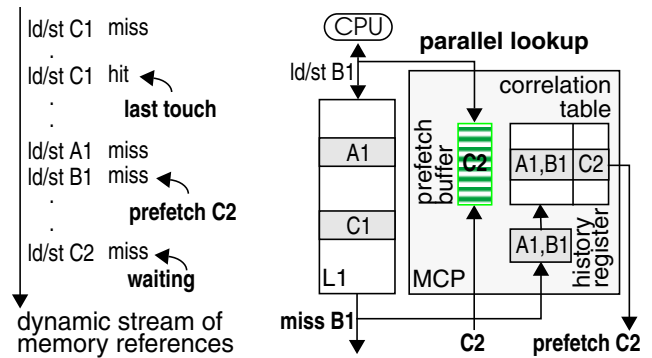 ld/st C1 miss
.
ld/st C1 hit
. last touch
.
ld/st A1 miss
ld/st B1 miss
.
prefetch C2
.
ld/st C2 miss
waiting
dynamic stream of
memory references
CPU
parallel lookup
ld/st B1
correlation
table
A1
prefetch
buffer
C2
A1,B1 C2
C1
A1,B1
history
register
L1
MCP
miss B1
C2
prefetch C2